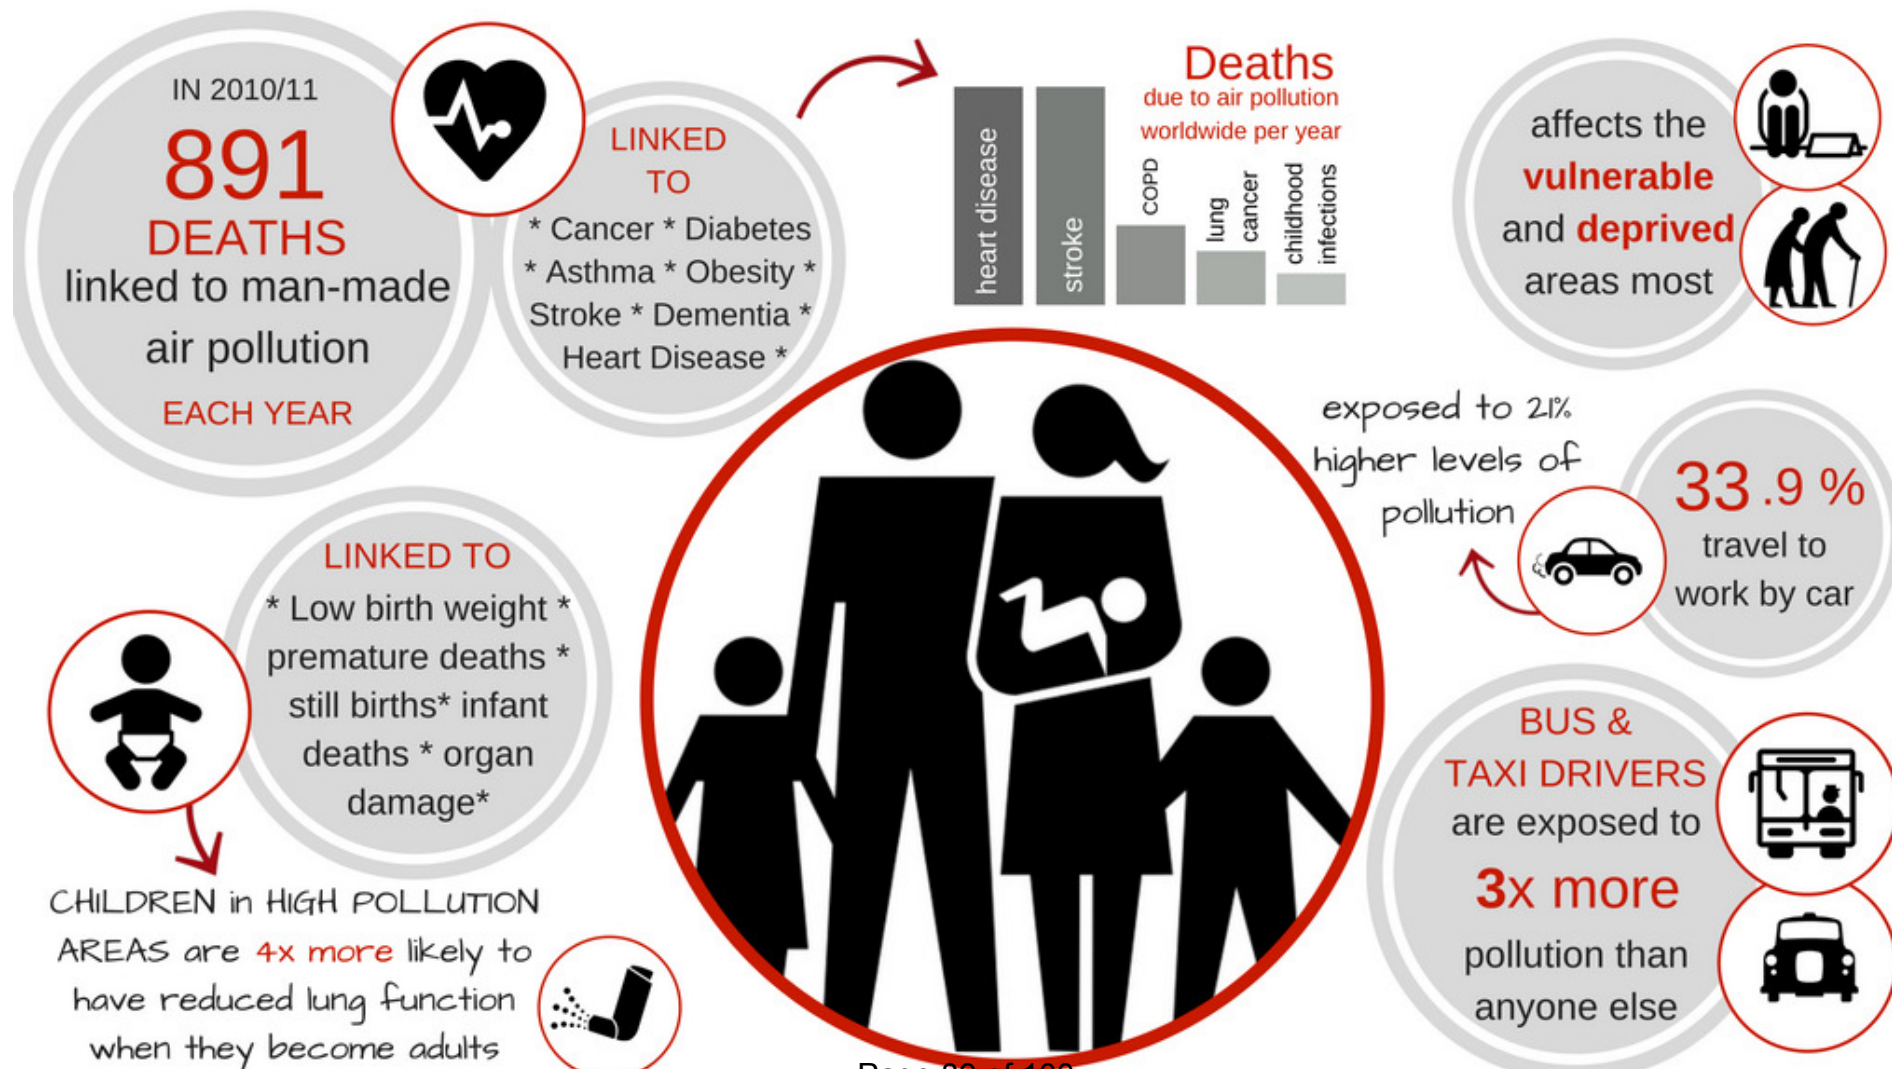 IN 2010/11
891
DEATHS
linked to man-made
air pollution
EACH YEAR
LINKED
TO
* Cancer * Diabetes
* Asthma * Obesity *
Stroke * Dementia *
Heart Disease *
Deaths
due to air pollution
worldwide per year
heart disease
stroke
COPD
lung
cancer
childhood
infections
affects the
vulnerable
and deprived
areas most
exposed to 21%
higher levels of
pollution
33.9 %
travel to
work by car
LINKED TO
* Low birth weight *
premature deaths *
still births* infant
deaths * organ
damage*
CHILDREN in HIGH POLLUTION
AREAS are 4x more likely to
have reduced lung function
when they become adults
BUS &
TAXI DRIVERS
are exposed to
3x more
pollution than
anyone else